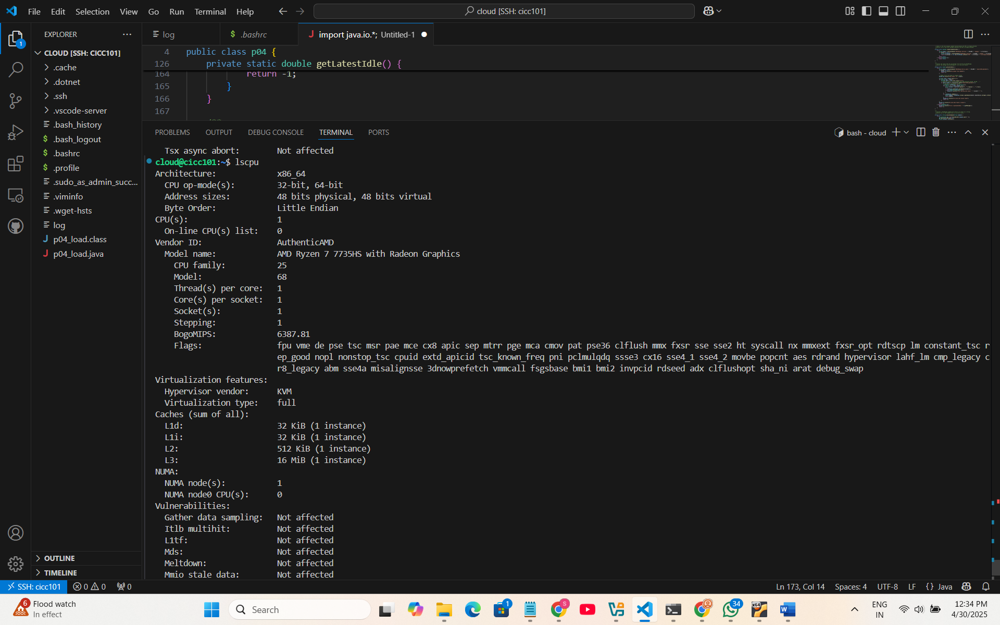 File Edit Selection View Go Run Terminal Help
cloud [SSH: cicc101]
EXPLORER
1
CLOUD [SSH: CICC101]
.cache
.dotnet
.ssh
.vscode-server
.bash_history
.bash_logout
.bashrc
.profile
.sudo_as_admin_succ...
.viminfo
.wget-hsts
log
p04_load.class
p04_load.java
OUTLINE
TIMELINE
log
$ .bashrc
J import java.io.*; Untitled-1
4 public class p04 {
126 private static double getLatestIdle() {
164 return -1;
165 }
166 }
167
PROBLEMS OUTPUT DEBUG CONSOLE TERMINAL PORTS
bash - cloud
Tsx async abort: Not affected
cloud@cicc101:~$ lscpu
Architecture: x86_64
CPU op-mode(s): 32-bit, 64-bit
Address sizes: 48 bits physical, 48 bits virtual
Byte Order: Little Endian
CPU(s): 1
On-line CPU(s) list: 0
Vendor ID: AuthenticAMD
Model name: AMD Ryzen 7 7735HS with Radeon Graphics
CPU family: 25
Model: 68
Thread(s) per core: 1
Core(s) per socket: 1
Socket(s): 1
Stepping: 1
BogoMIPS: 6387.81
Flags: fpu vme de pse tsc msr pae mce cx8 apic sep mtrr pge mca cmov pat pse36 clflush mmx fxsr sse sse2 ht syscall nx mmxext fxsr_opt rdtscp lm constant_tsc r
ep_good nopl nonstop_tsc cpuid extd_apicid tsc_known_freq pni pclmulqdq ssse3 cx16 sse4_1 sse4_2 movbe popcnt aes rdrand hypervisor lahf_lm cmp_legacy c
r8_legacy abm sse4a misalignsse 3dnowprefetch vmmcall fsgsbase bmi1 bmi2 invpcid rdseed adx clflushopt sha_ni arat debug_swap
Virtualization features:
Hypervisor vendor: KVM
Virtualization type: full
Caches (sum of all):
L1d: 32 KiB (1 instance)
L1i: 32 KiB (1 instance)
L2: 512 KiB (1 instance)
L3: 16 MiB (1 instance)
NUMA:
NUMA node(s): 1
NUMA node0 CPU(s): 0
Vulnerabilities:
Gather data sampling: Not affected
Itlb multihit: Not affected
L1tf: Not affected
Mds: Not affected
Meltdown: Not affected
Mmio stale data: Not affected
SSH: cicc101 0 0 0
Ln 173, Col 14 Spaces: 4 UTF-8 LF {} Java
6 Flood watch
In effect
Search
1
S
34
x64
W
ENG
IN
12:34 PM
4/30/2025